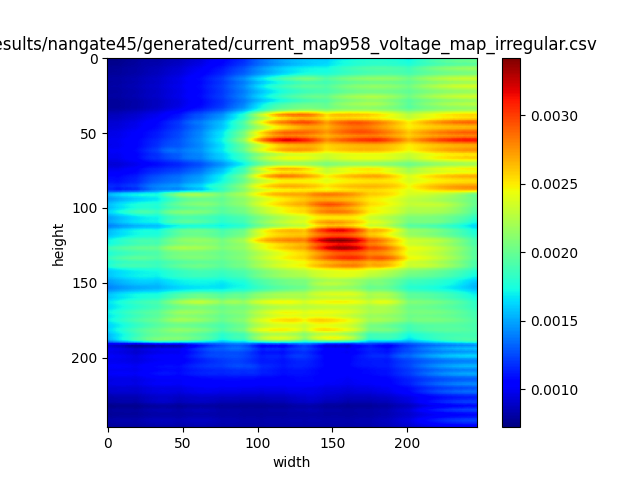 esults/nangate45/generated/current_map958_voltage_map_irregular.csv
0
50
100
150
200
height
0 50 100 150 200
width
0.0030
0.0025
0.0020
0.0015
0.0010